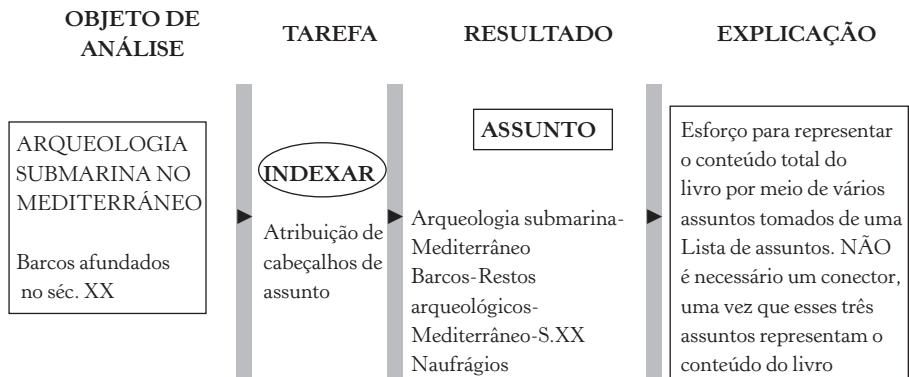 OBJETO DE
ANÁLISE
TAREFA
RESULTADO
EXPLICAÇÃO
ARQUEOLOGIA
SUBMARINA NO
MEDITERRÁNEO
Barcos afundados
no séc. XX
INDEXAR
Atribuição de
cabeçalhos de
assunto
ASSUNTO
Arqueologia submarina-
Mediterrâneo
Barcos-Restos
arqueológicos-
Mediterrâneo-S.XX
Naufrágios
Esforço para representar
o conteúdo total do
livro por meio de vários
assuntos tomados de uma
Lista de assuntos. NÃO
é necessário um conector,
uma vez que esses três
assuntos representam o
conteúdo do livro